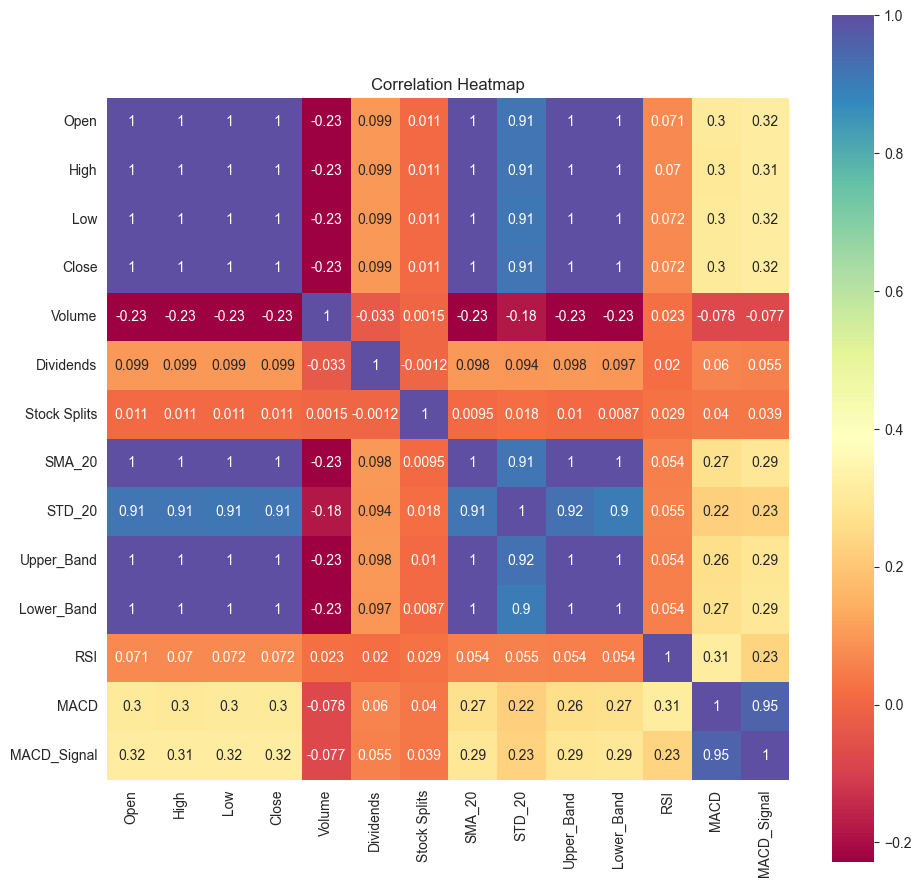 Correlation Heatmap
Open 1 1 1 1 -0.23 0.099 0.011 1 0.91 1 1 0.071 0.3 0.32
High 1 1 1 1 -0.23 0.099 0.011 1 0.91 1 1 0.07 0.3 0.31
Low 1 1 1 1 -0.23 0.099 0.011 1 0.91 1 1 0.072 0.3 0.32
Close 1 1 1 1 -0.23 0.099 0.011 1 0.91 1 1 0.072 0.3 0.32
Volume -0.23 -0.23 -0.23 -0.23 1 -0.033 0.0015 -0.23 -0.18 -0.23 -0.23 0.023 -0.078 -0.077
Dividends 0.099 0.099 0.099 0.099 -0.033 1 -0.0012 0.098 0.094 0.098 0.097 0.02 0.06 0.055
Stock Splits 0.011 0.011 0.011 0.011 0.0015 -0.0012 1 0.0095 0.018 0.01 0.0087 0.029 0.04 0.039
SMA_20 1 1 1 1 -0.23 0.098 0.0095 1 0.91 1 1 0.054 0.27 0.29
STD_20 0.91 0.91 0.91 0.91 -0.18 0.094 0.018 0.91 1 0.92 0.9 0.055 0.22 0.23
Upper_Band 1 1 1 1 -0.23 0.098 0.01 1 0.92 1 1 0.054 0.26 0.29
Lower_Band 1 1 1 1 -0.23 0.097 0.0087 1 0.9 1 1 0.054 0.27 0.29
RSI 0.071 0.07 0.072 0.072 0.023 0.02 0.029 0.054 0.055 0.054 0.054 1 0.31 0.23
MACD 0.3 0.3 0.3 0.3 -0.078 0.06 0.04 0.27 0.22 0.26 0.27 0.31 1 0.95
MACD_Signal 0.32 0.31 0.32 0.32 -0.077 0.055 0.039 0.29 0.23 0.29 0.29 0.23 0.95 1
Open High Low Close Volume Dividends Stock Splits SMA_20 STD_20 Upper_Band Lower_Band RSI MACD MACD_Signal
1.0
0.8
0.6
0.4
0.2
0.0
−0.2